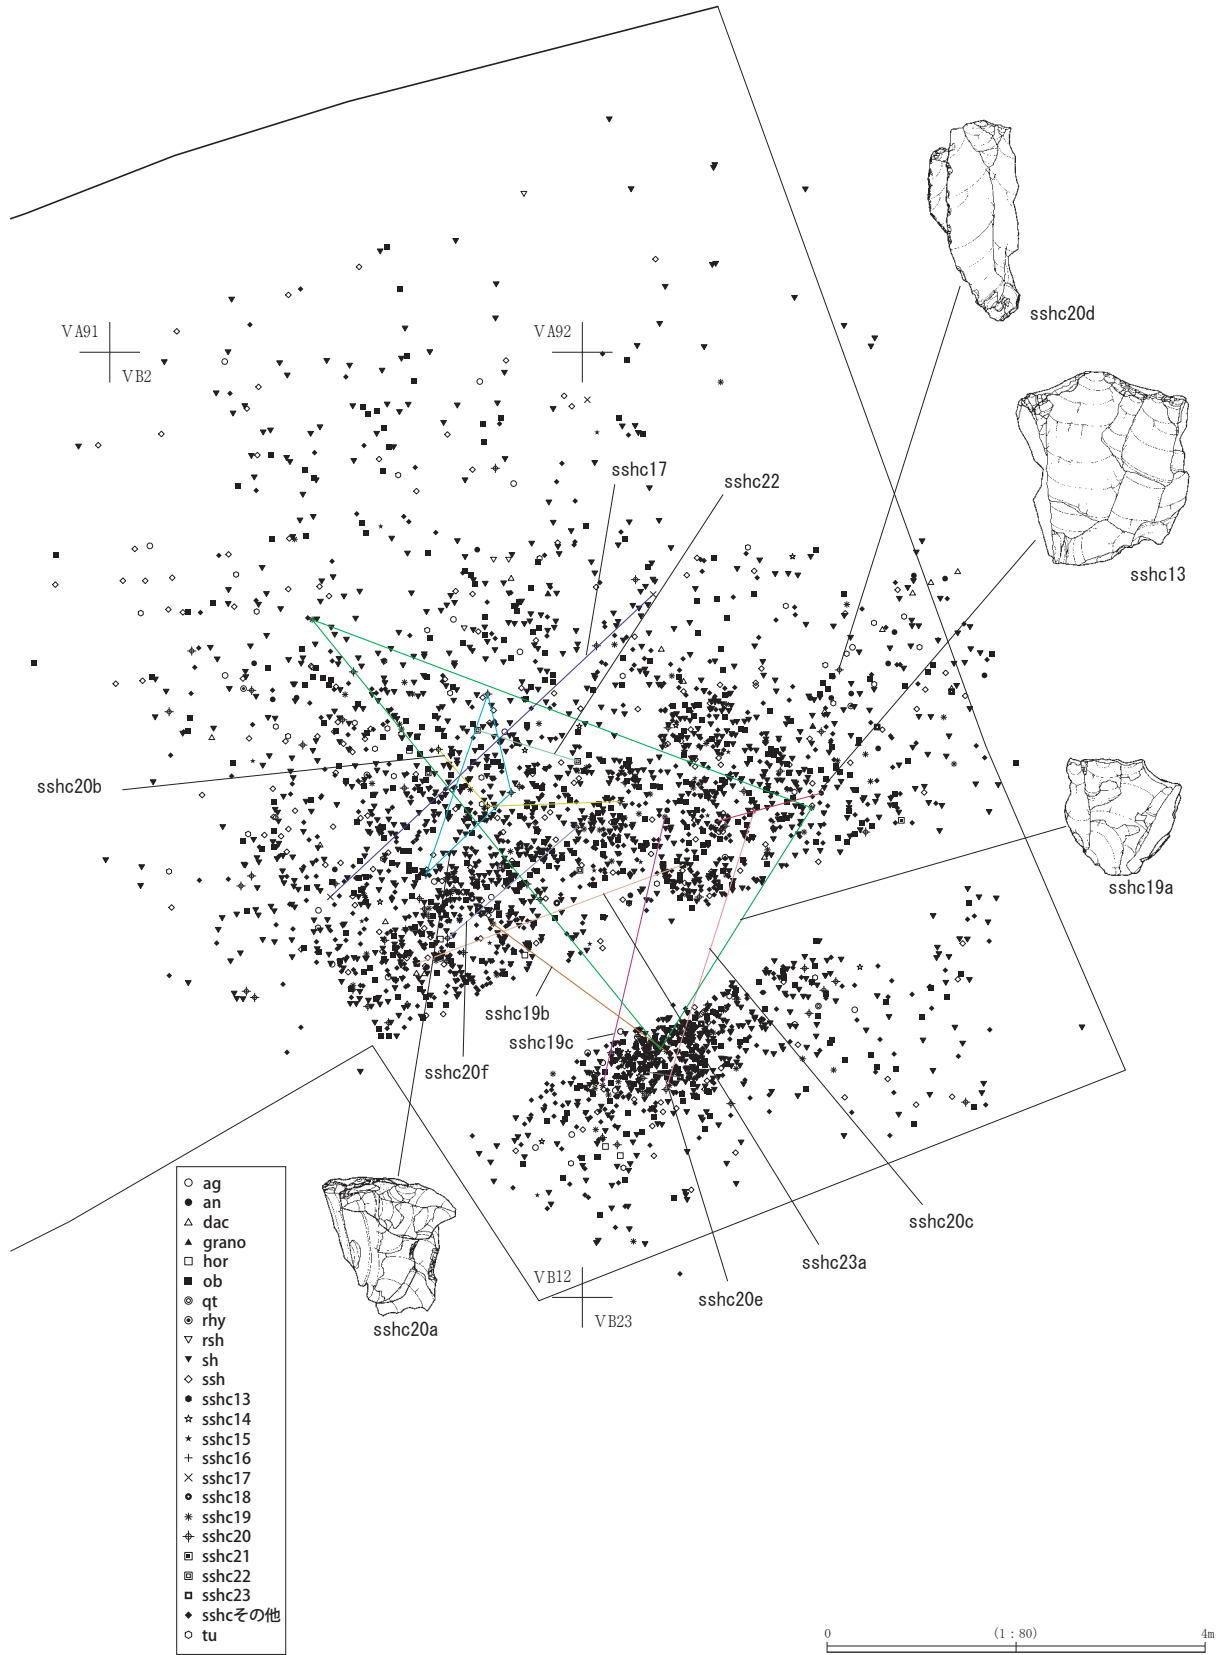 sshc20d
VA91
VA92
VB2
sshc17
sshc22
sshc13
sshc20b
sshc19a
sshc19b
sshc19c
sshc20f
ag
an
dac
grano
hor
ob
qt
rhy
rsh
sh
ssh
sshc13
sshc14
sshc15
sshc16
sshc17
sshc18
sshc19
sshc20
sshc21
sshc22
sshc23
sshcその他
tu
sshc20a
VB12
VB23
sshc20e
sshc23a
sshc20c
0 (1：80) 4m